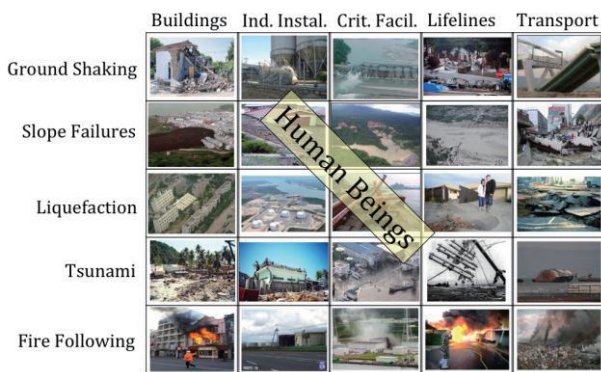 Buildings Ind. Instal. Crit. Facil. Lifelines Transport
Ground Shaking
Slope Failures
Human Beings
Liquefaction
Tsunami
Fire Following